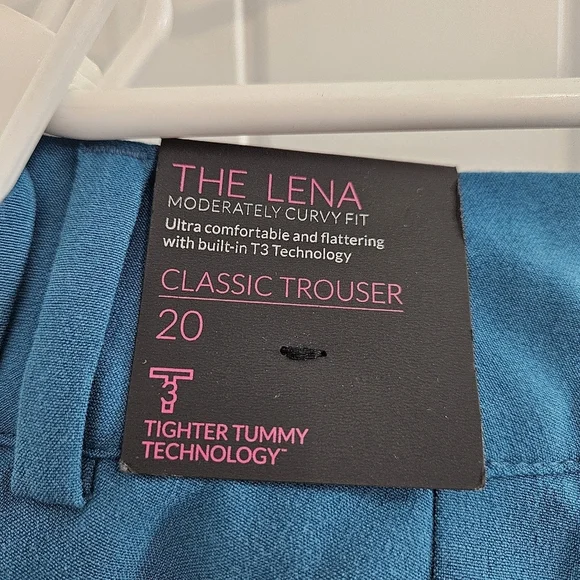 THE LENA
MODERATELY CURVY FIT
Ultra comfortable and flattering
with built-in T3 Technology
CLASSIC TROUSER
20
T3
TIGHTER TUMMY
TECHNOLOGY™